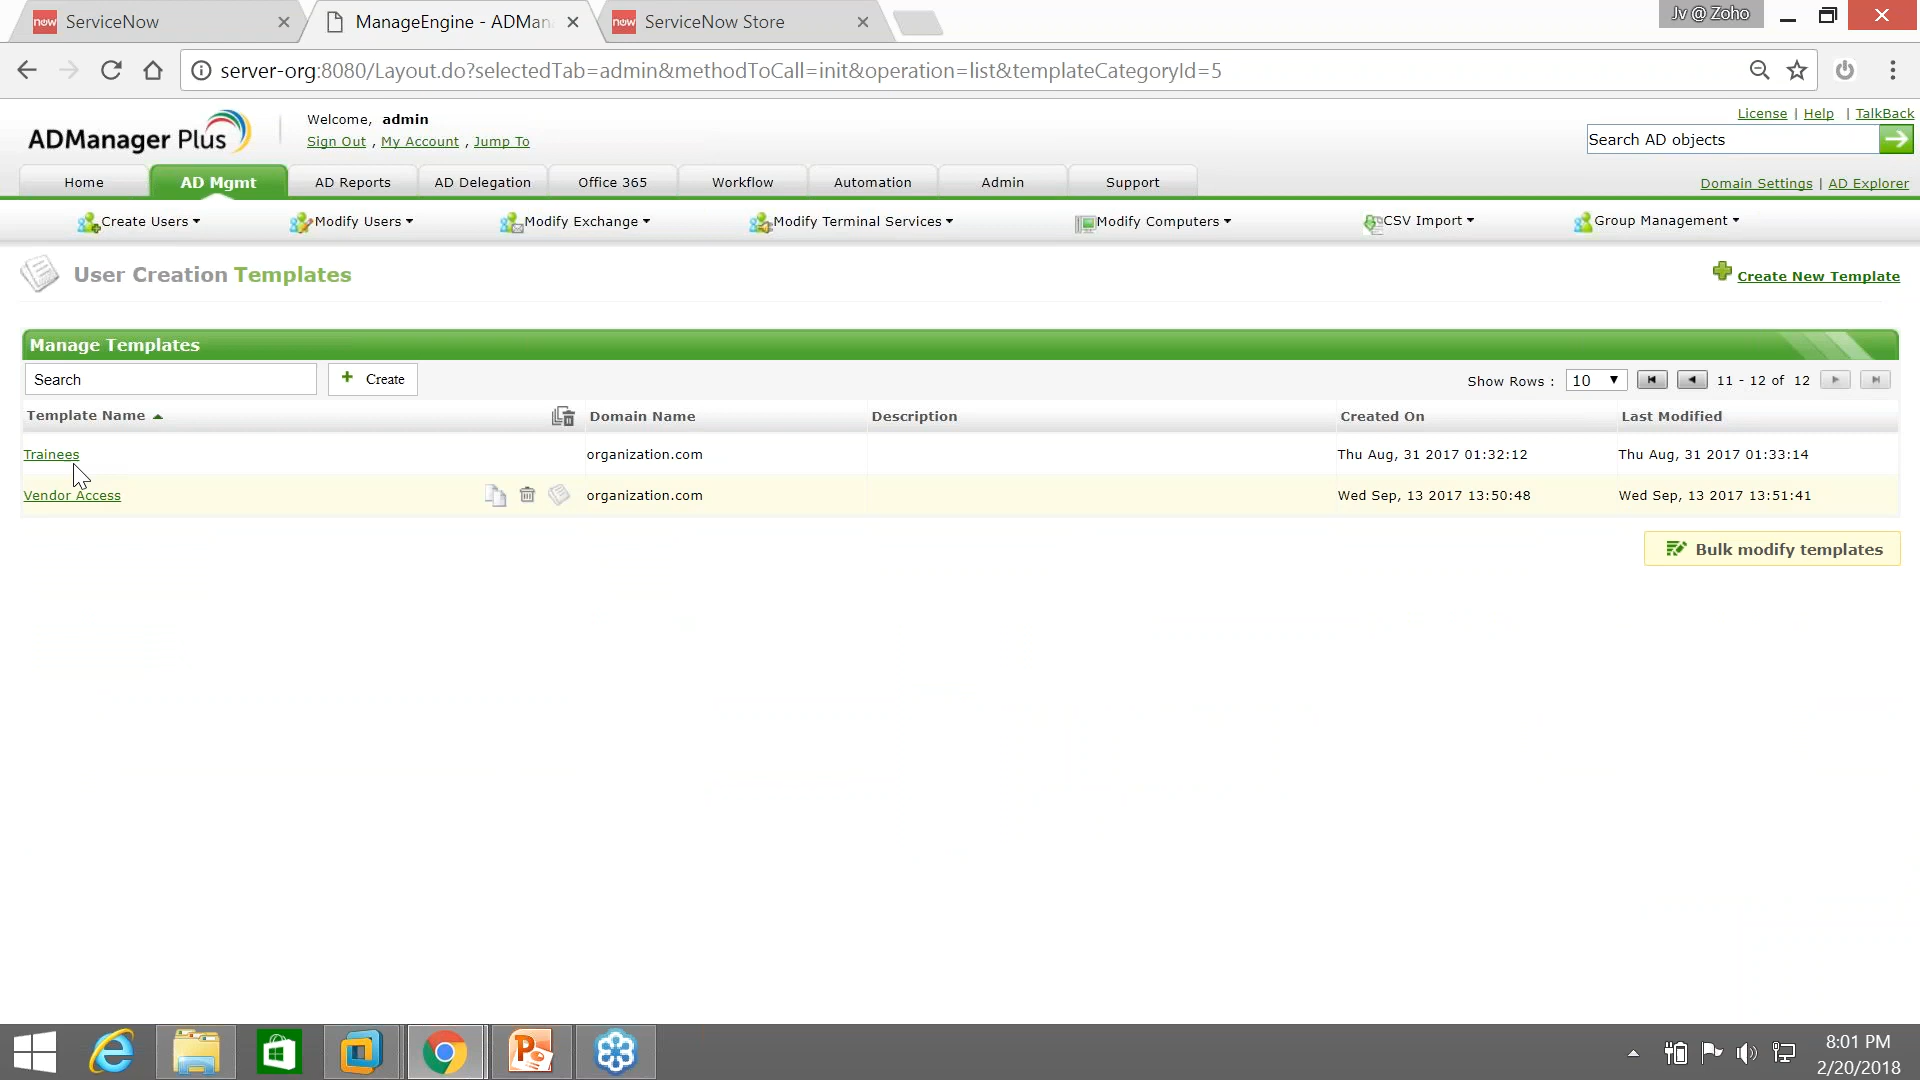 ServiceNow
ManageEngine - ADMan
ServiceNow Store
Jv @ Zoho
server-org:8080/Layout.do?selectedTab=admin&methodToCall=init&operation=list&templateCategoryId=5
ADManager Plus
Welcome, admin
Sign Out , My Account , Jump To
License | Help | TalkBack
Search AD objects
Home
AD Mgmt
AD Reports
AD Delegation
Office 365
Workflow
Automation
Admin
Support
Domain Settings | AD Explorer
Create Users
Modify Users
Modify Exchange
Modify Terminal Services
Modify Computers
CSV Import
Group Management
User Creation Templates
Create New Template
Manage Templates
Search
Create
Show Rows : 10 11 - 12 of 12
Template Name Domain Name Description Created On Last Modified
Trainees organization.com Thu Aug, 31 2017 01:32:12 Thu Aug, 31 2017 01:33:14
Vendor Access organization.com Wed Sep, 13 2017 13:50:48 Wed Sep, 13 2017 13:51:41
Bulk modify templates
8:01 PM
2/20/2018